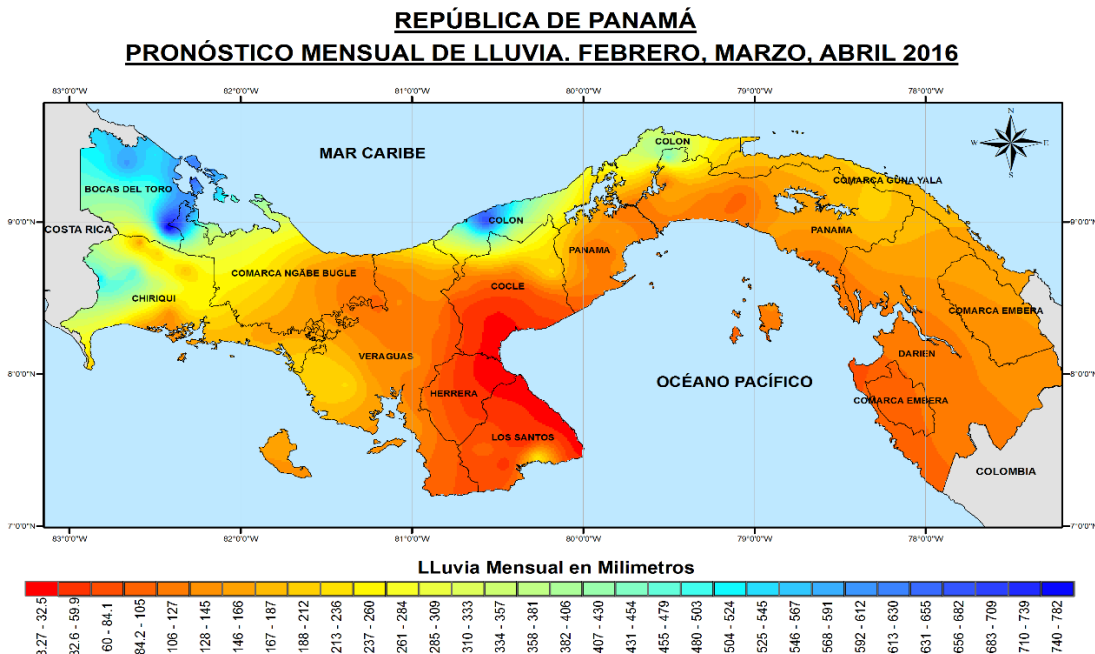 REPÚBLICA DE PANAMÁ
PRONÓSTICO MENSUAL DE LLUVIA. FEBRERO, MARZO, ABRIL 2016
83°0'0"W 82°0'0"W 81°0'0"W 80°0'0"W 79°0'0"W 78°0'0"W
N
W E
S
MAR CARIBE
COLON
BOCAS DEL TORO
COMARCA GUNA YALA
9°0'0"N
COLON
9°0'0"N
COSTA RICA
PANAMA
PANAMA
COMARCA NGÄBE BUGLE
COCLE
CHIRIQUI
COMARCA EMBERA
VERAGUAS
DARIEN
8°0'0"N
OCÉANO PACÍFICO
8°0'0"N
HERRERA
COMARCA EMBERA
LOS SANTOS
COLOMBIA
7°0'0"N
7°0'0"N
83°0'0"W 82°0'0"W 81°0'0"W 80°0'0"W 79°0'0"W 78°0'0"W
LLuvia Mensual en Milimetros
32.6 - 59.9
60 - 84.1
84.2 - 105
106 - 127
128 - 145
146 - 166
167 - 187
188 - 212
213 - 236
237 - 260
261 - 284
285 - 309
310 - 333
334 - 357
358 - 381
382 - 406
407 - 430
431 - 454
455 - 479
480 - 503
504 - 524
525 - 545
546 - 567
568 - 591
592 - 612
613 - 630
631 - 655
656 - 682
683 - 709
710 - 739
740 - 782